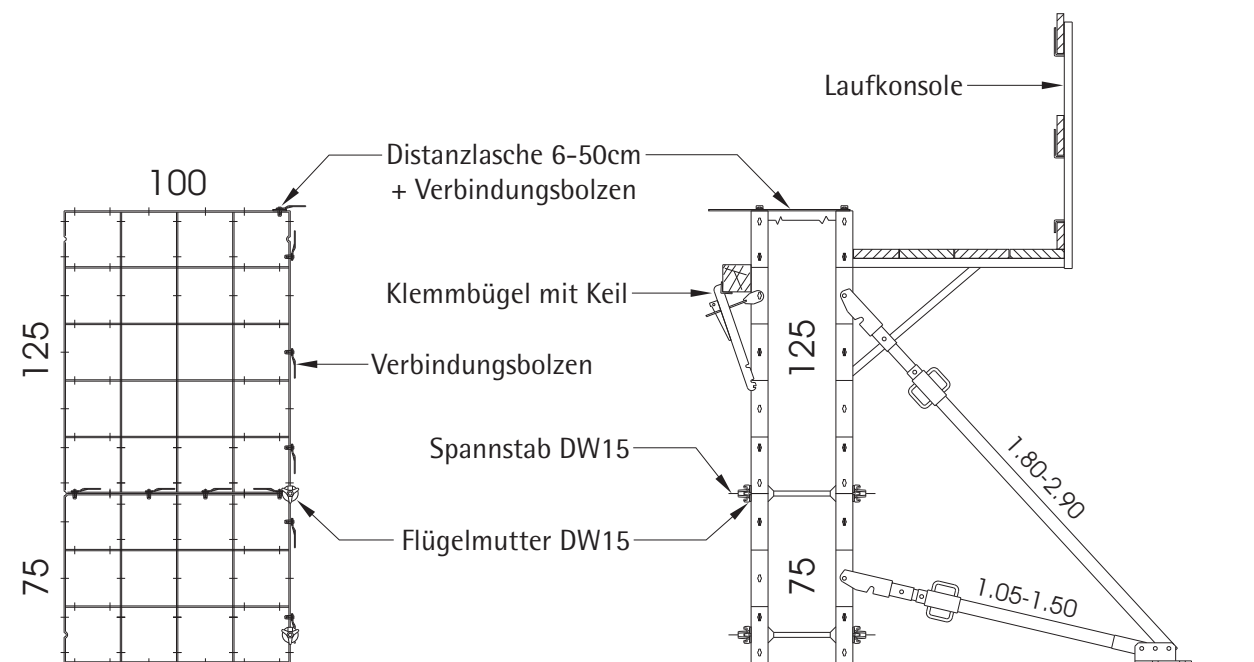 Laufkonsole
Distanzlasche 6-50cm
+ Verbindungsbolzen
100
Klemmbügel mit Keil
125
125
Verbindungsbolzen
Spannstab DW15
1.80-2.90
Flügelmutter DW15
75
75
1.05-1.50